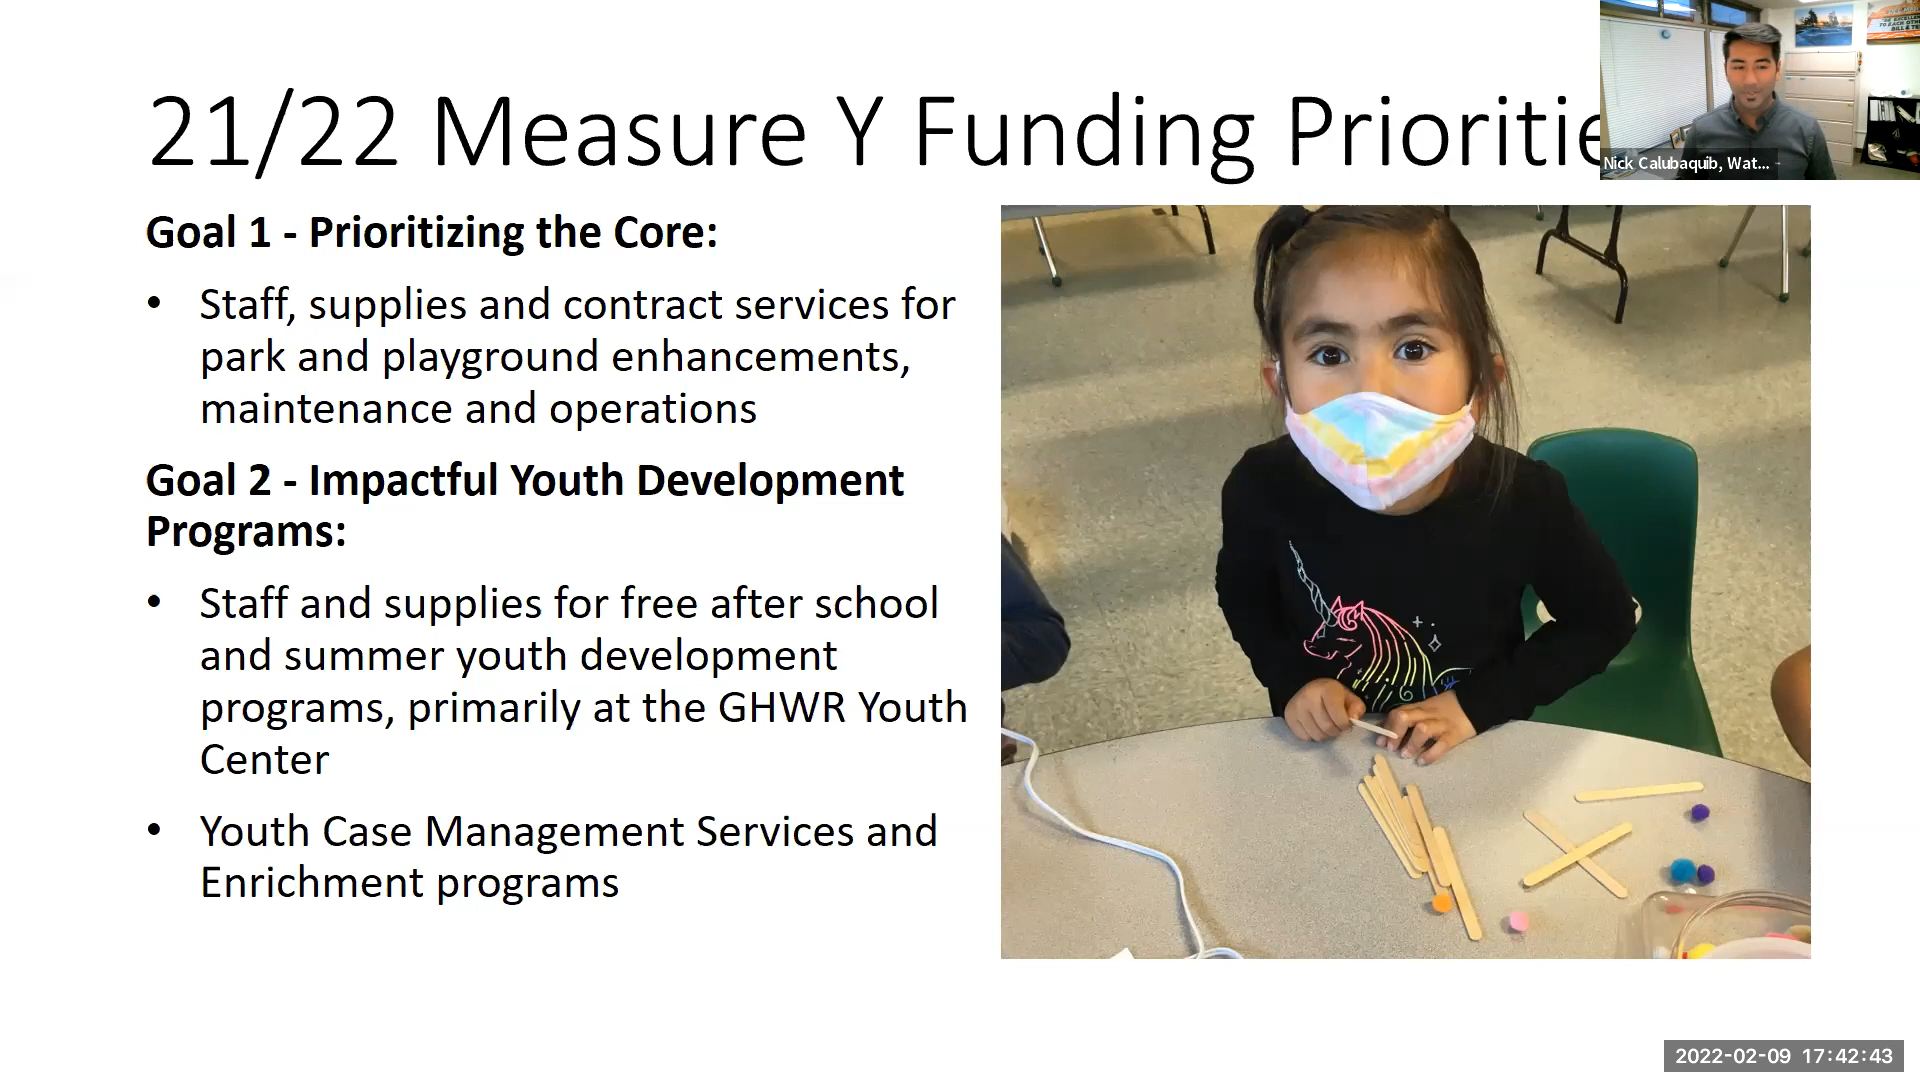 21/22 Measure Y Funding Prioritie
Nick Calubaquib, Wat...
Goal 1 - Prioritizing the Core:
• Staff, supplies and contract services for
park and playground enhancements,
maintenance and operations
Goal 2 - Impactful Youth Development
Programs:
• Staff and supplies for free after school
and summer youth development
programs, primarily at the GHWR Youth
Center
• Youth Case Management Services and
Enrichment programs
2022-02-09 17:42:43